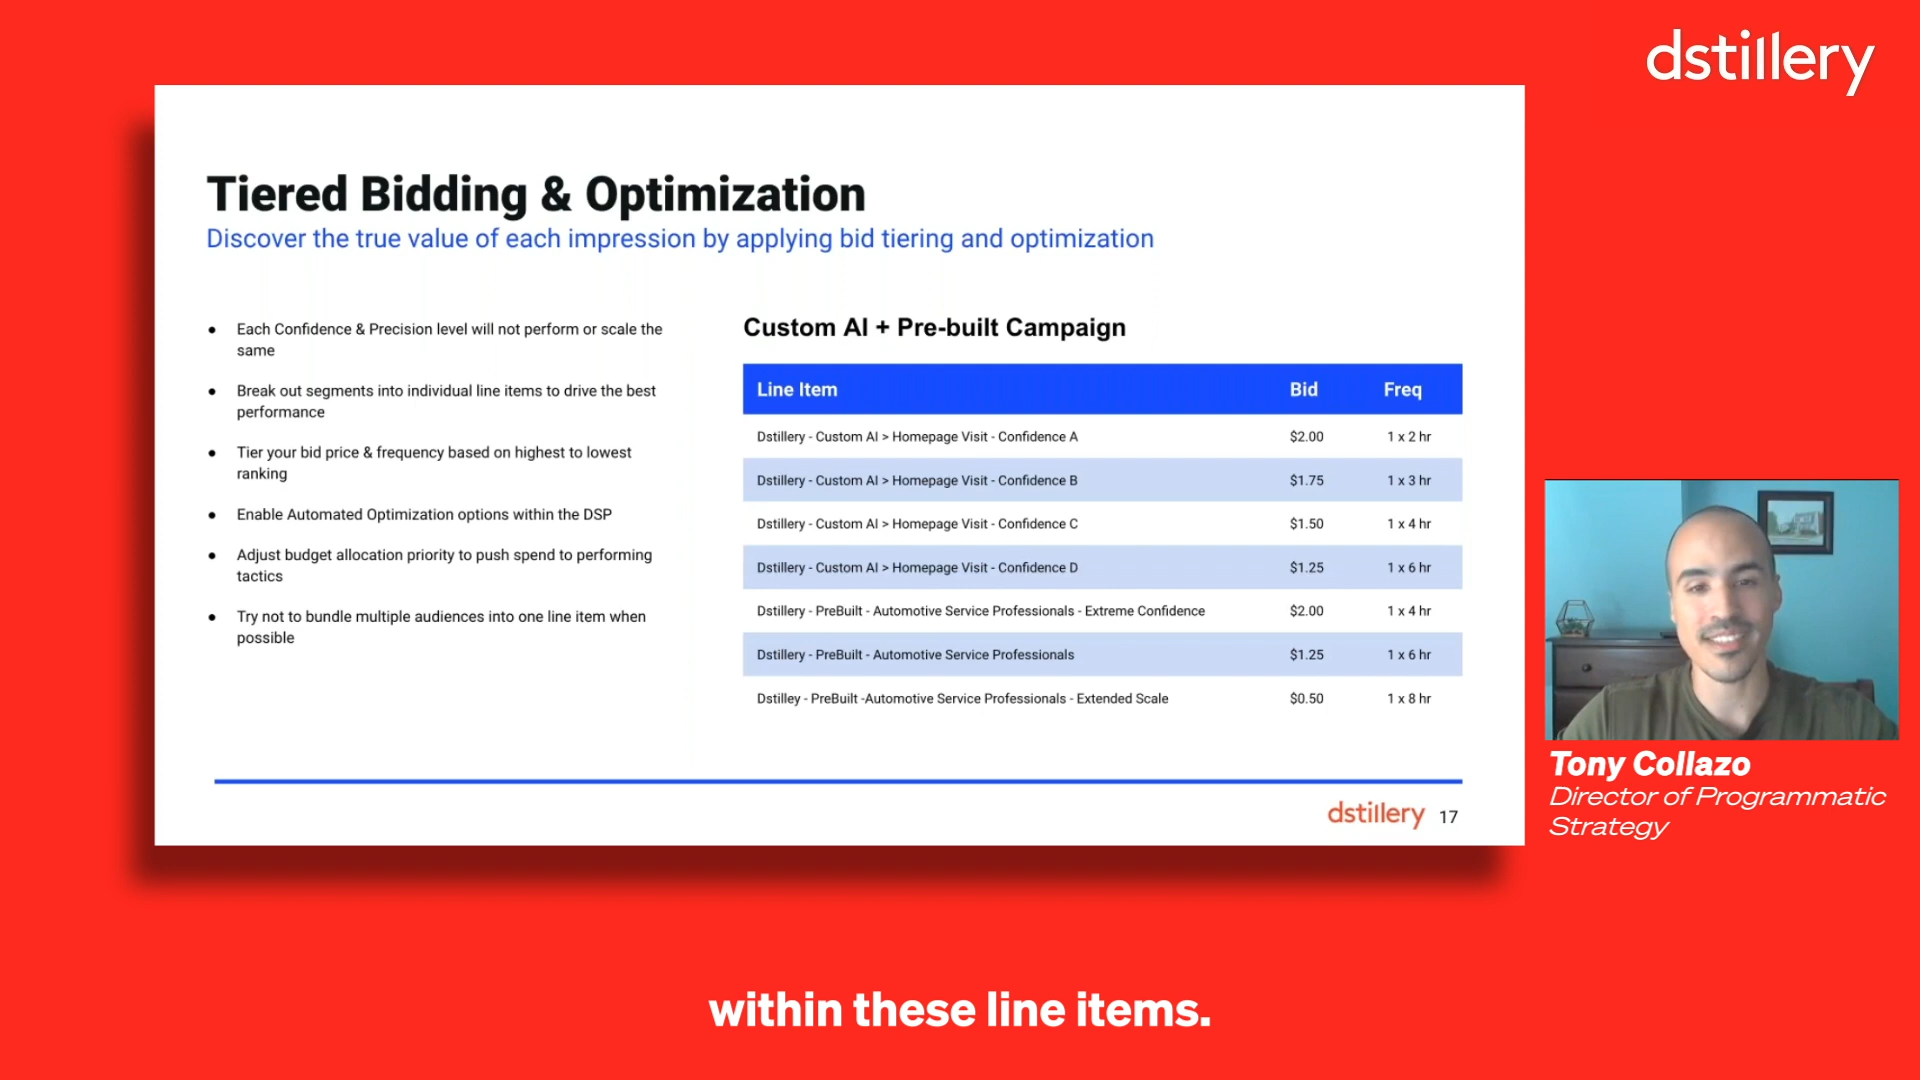 dstillery
Tiered Bidding & Optimization
Discover the true value of each impression by applying bid tiering and optimization
● Each Confidence & Precision level will not perform or scale the
same
● Break out segments into individual line items to drive the best
performance
● Tier your bid price & frequency based on highest to lowest
ranking
● Enable Automated Optimization options within the DSP
● Adjust budget allocation priority to push spend to performing
tactics
● Try not to bundle multiple audiences into one line item when
possible
Custom AI + Pre-built Campaign
Line Item Bid Freq
Dstillery - Custom AI > Homepage Visit - Confidence A $2.00 1 x 2 hr
Dstillery - Custom AI > Homepage Visit - Confidence B $1.75 1 x 3 hr
Dstillery - Custom AI > Homepage Visit - Confidence C $1.50 1 x 4 hr
Dstillery - Custom AI > Homepage Visit - Confidence D $1.25 1 x 6 hr
Dstillery - PreBuilt - Automotive Service Professionals - Extreme Confidence $2.00 1 x 4 hr
Dstillery - PreBuilt - Automotive Service Professionals $1.25 1 x 6 hr
Dstilley - PreBuilt -Automotive Service Professionals - Extended Scale $0.50 1 x 8 hr
dstillery 17
Tony Collazo
Director of Programmatic
Strategy
within these line items.